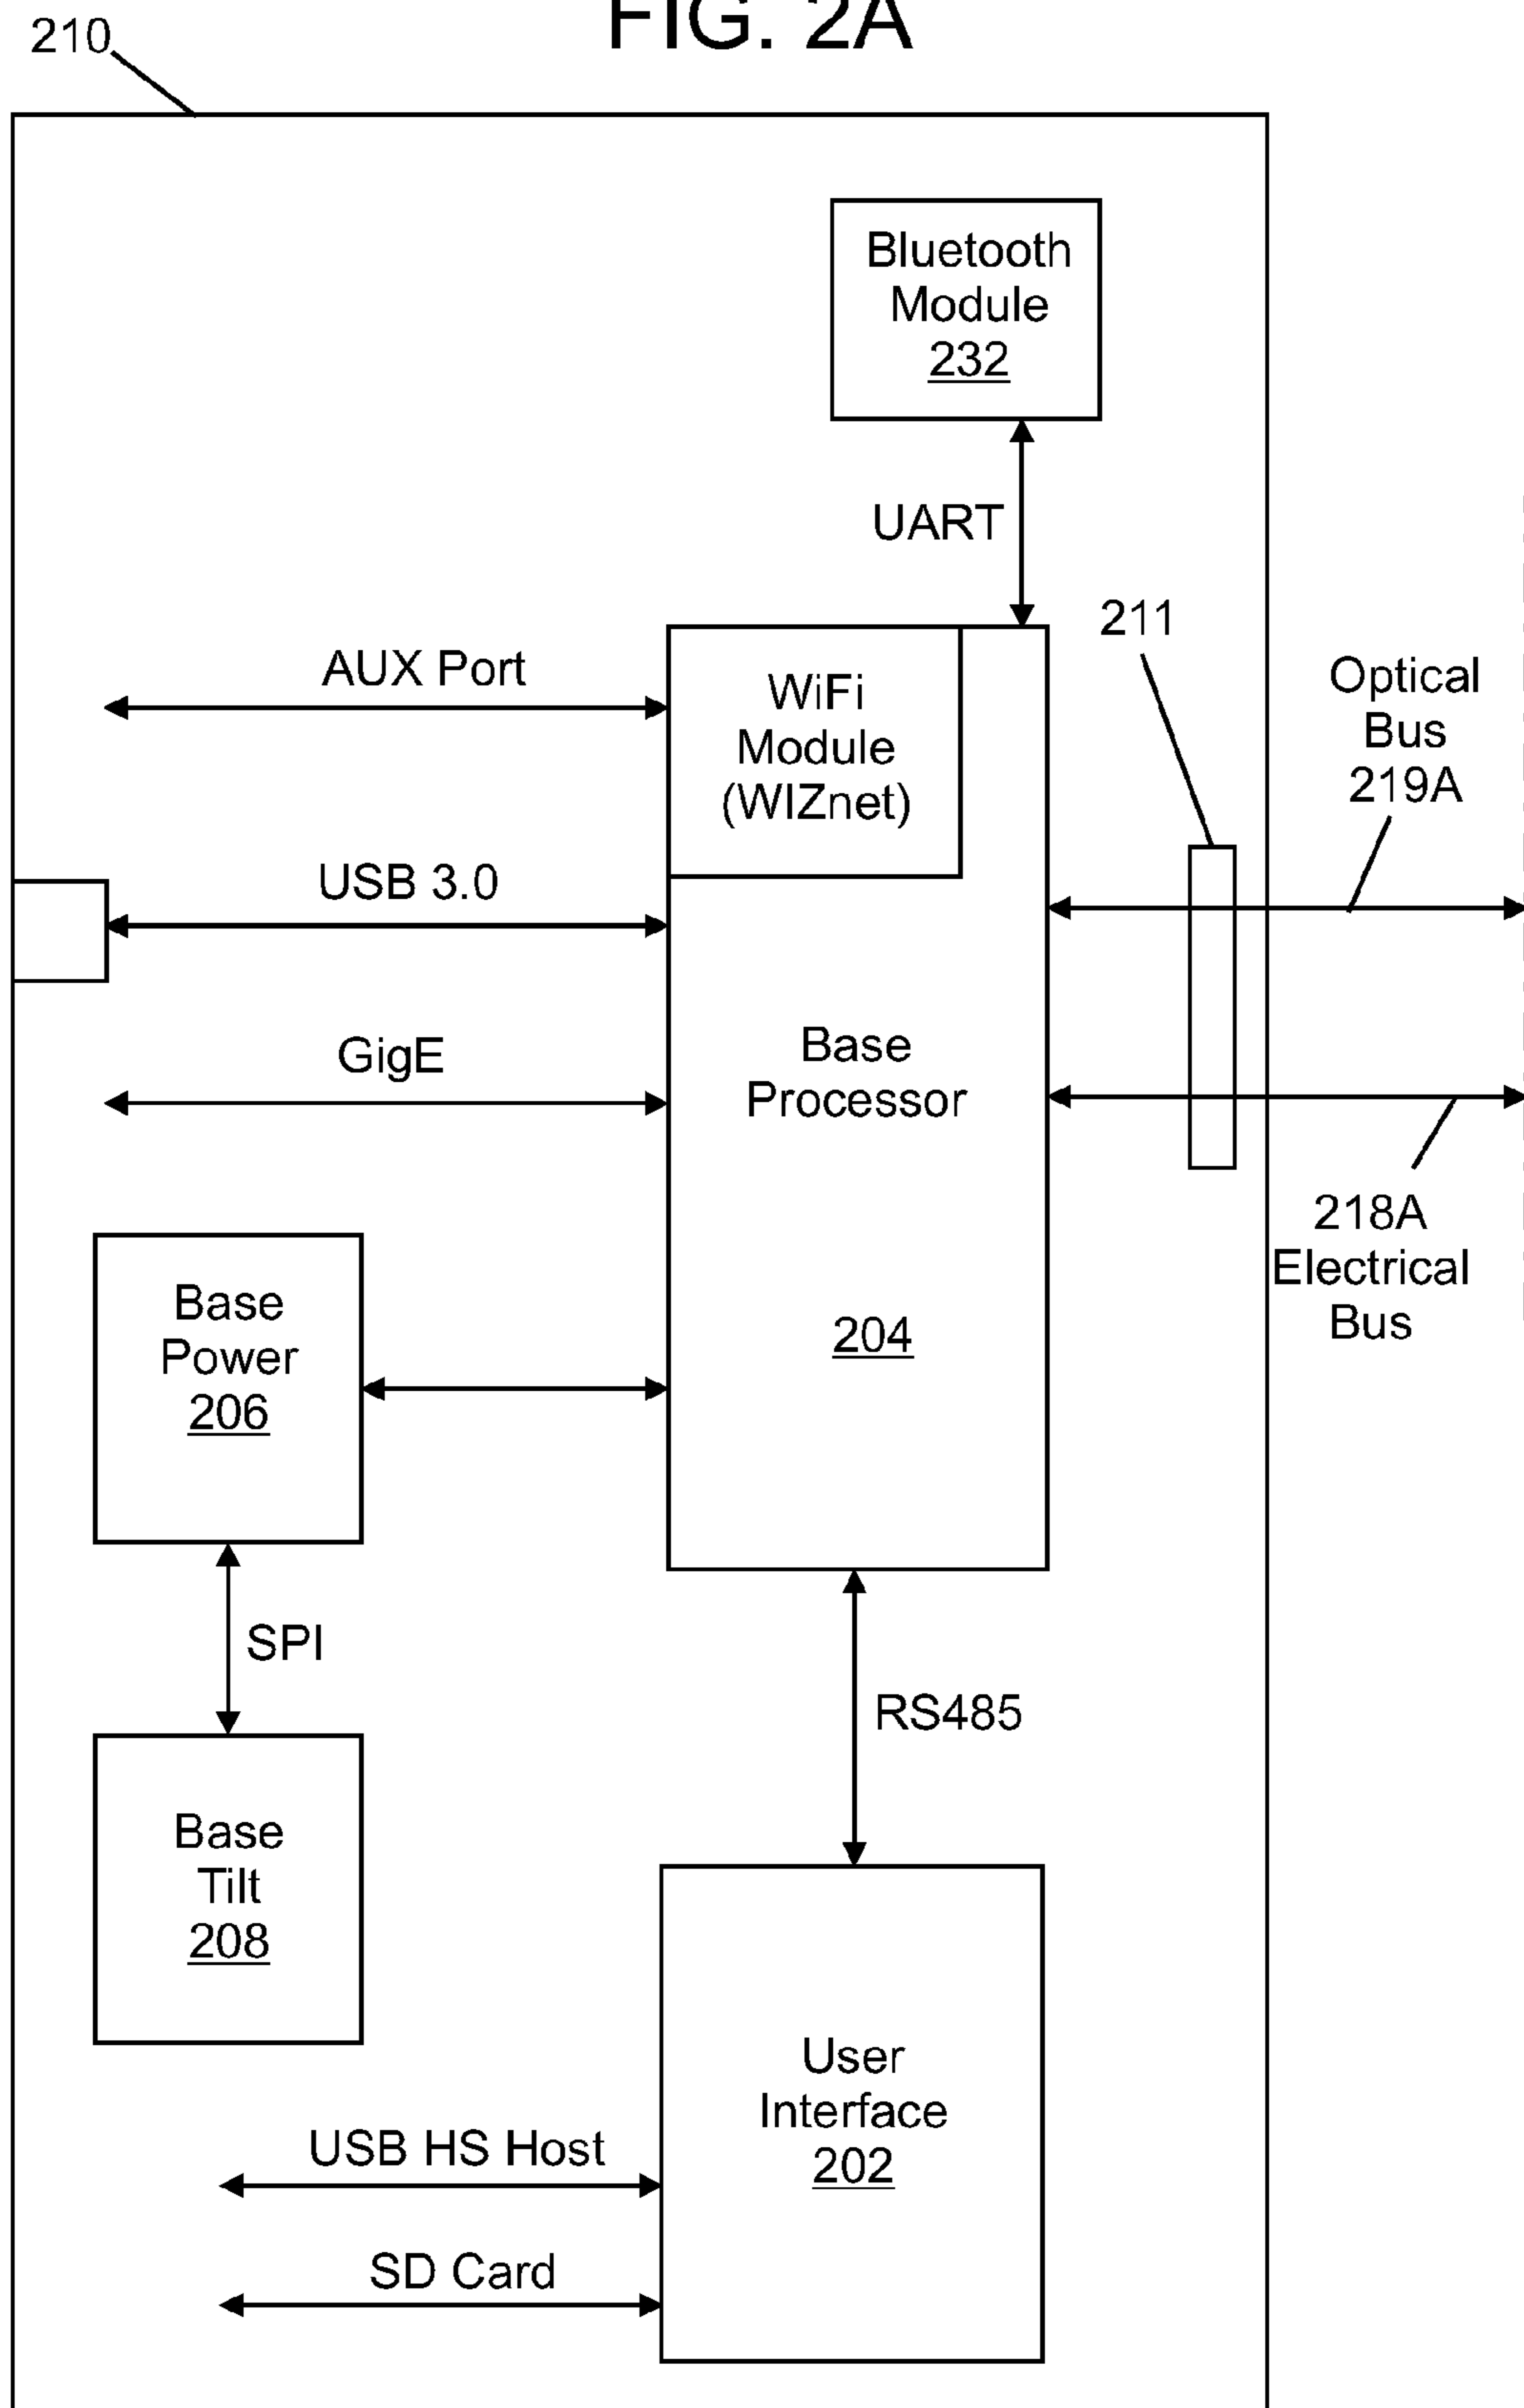 FIG. 2A
210
Bluetooth
Module
232
UART
211
AUX Port
WiFi
Module
(WIZnet)
Optical
Bus
219A
USB 3.0
GigE
Base
Processor
204
218A
Electrical
Bus
Base
Power
206
SPI
RS485
Base
Tilt
208
User
Interface
202
USB HS Host
SD Card